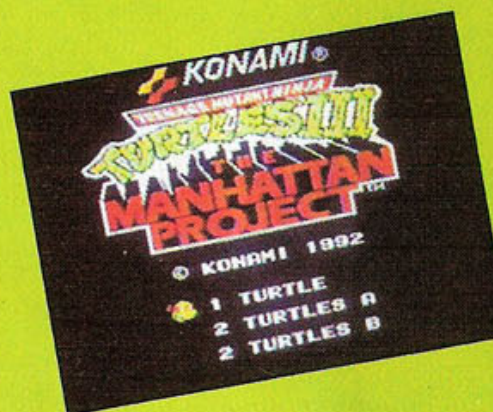 KONAMI®
TEENAGE MUTANT NINJA
TURTLES III
THE
MANHATTAN
PROJECT™
© KONAMI 1992
1 TURTLE
2 TURTLES A
2 TURTLES B